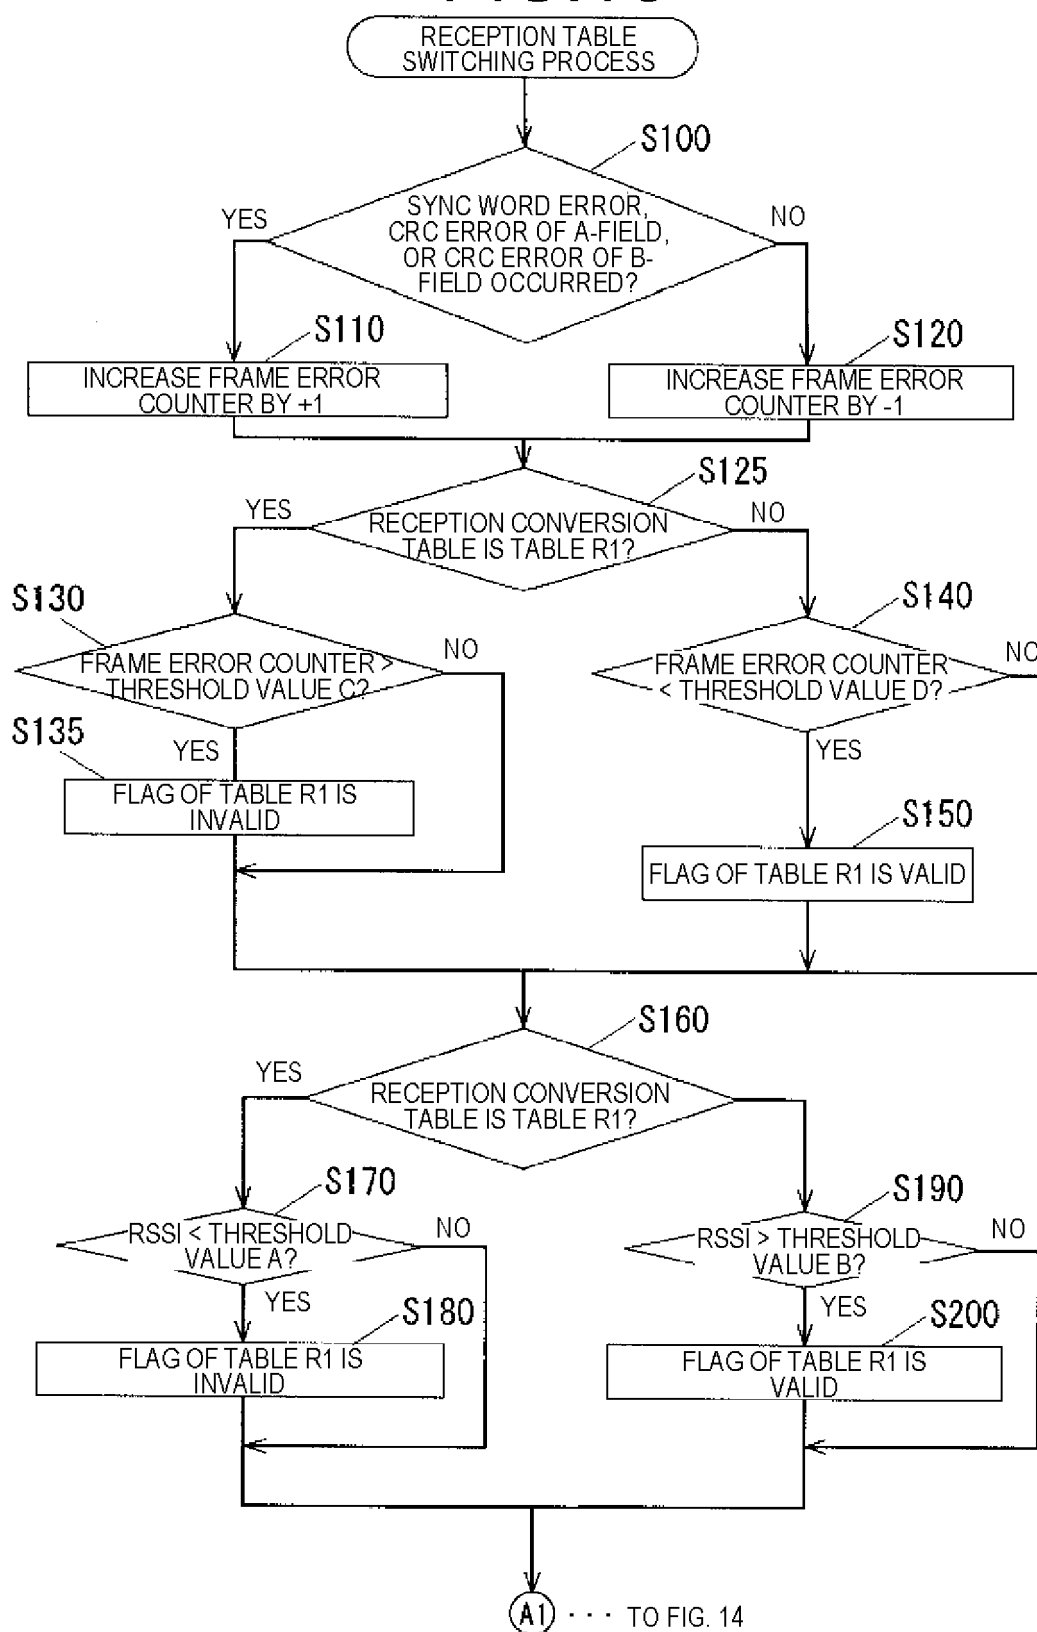 RECEPTION TABLE
SWITCHING PROCESS
S100
SYNC WORD ERROR,
CRC ERROR OF A-FIELD,
OR CRC ERROR OF B-
FIELD OCCURRED?
YES
NO
S110
INCREASE FRAME ERROR
COUNTER BY +1
S120
INCREASE FRAME ERROR
COUNTER BY -1
S125
RECEPTION CONVERSION
TABLE IS TABLE R1?
YES
NO
S130
FRAME ERROR COUNTER >
THRESHOLD VALUE C?
NO
YES
S140
FRAME ERROR COUNTER
< THRESHOLD VALUE D?
NO
YES
S135
FLAG OF TABLE R1 IS
INVALID
S150
FLAG OF TABLE R1 IS VALID
S160
RECEPTION CONVERSION
TABLE IS TABLE R1?
YES
S170
RSSI < THRESHOLD
VALUE A?
NO
YES
S190
RSSI > THRESHOLD
VALUE B?
NO
YES
S180
FLAG OF TABLE R1 IS
INVALID
S200
FLAG OF TABLE R1 IS
VALID
A1 · · · TO FIG. 14